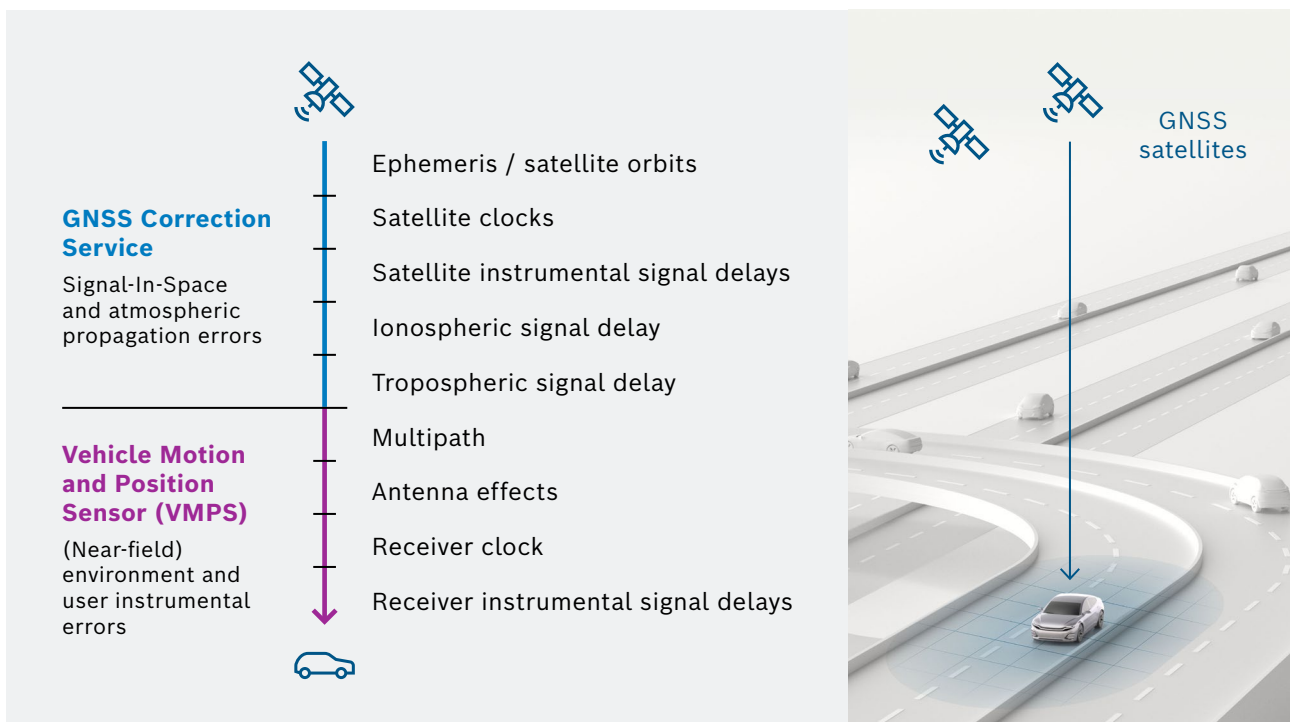 GNSS Correction
Service
Signal-In-Space
and atmospheric
propagation errors
Vehicle Motion
and Position
Sensor (VMPS)
(Near-field)
environment and
user instrumental
errors
Ephemeris / satellite orbits
Satellite clocks
Satellite instrumental signal delays
Ionospheric signal delay
Tropospheric signal delay
Multipath
Antenna effects
Receiver clock
Receiver instrumental signal delays
GNSS
satellites